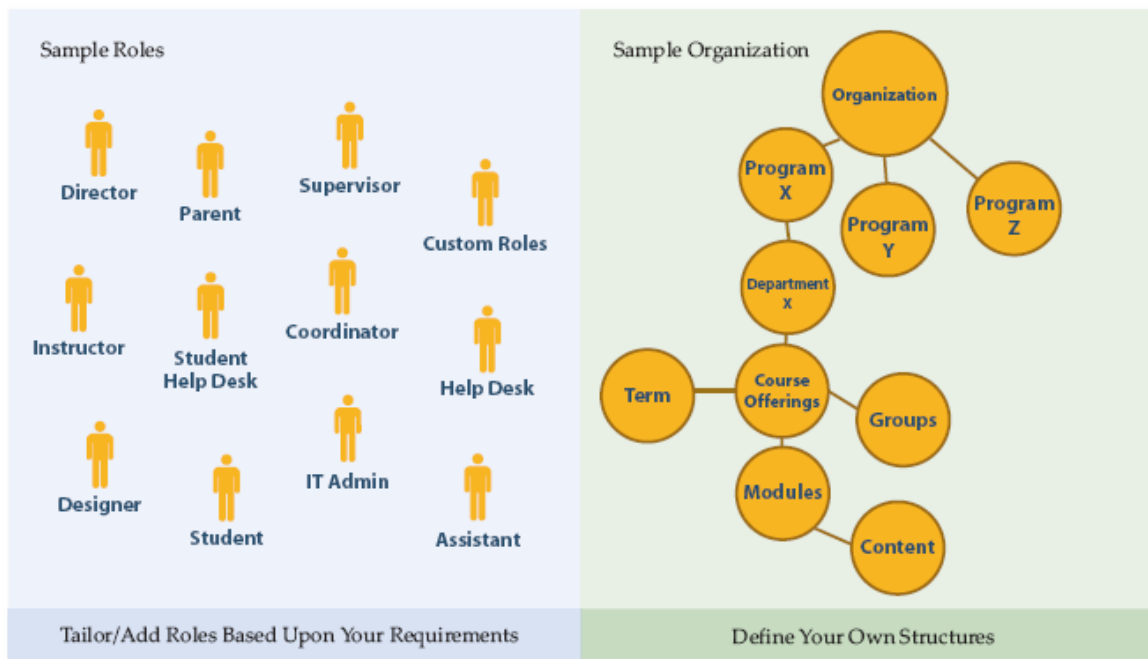 Sample Roles
Director
Parent
Supervisor
Custom Roles
Instructor
Student
Help Desk
Coordinator
Help Desk
Designer
Student
IT Admin
Assistant
Tailor/Add Roles Based Upon Your Requirements
Sample Organization
Organization
Program
X
Program
Y
Program
Z
Department
X
Term
Course
Offerings
Groups
Modules
Content
Define Your Own Structures